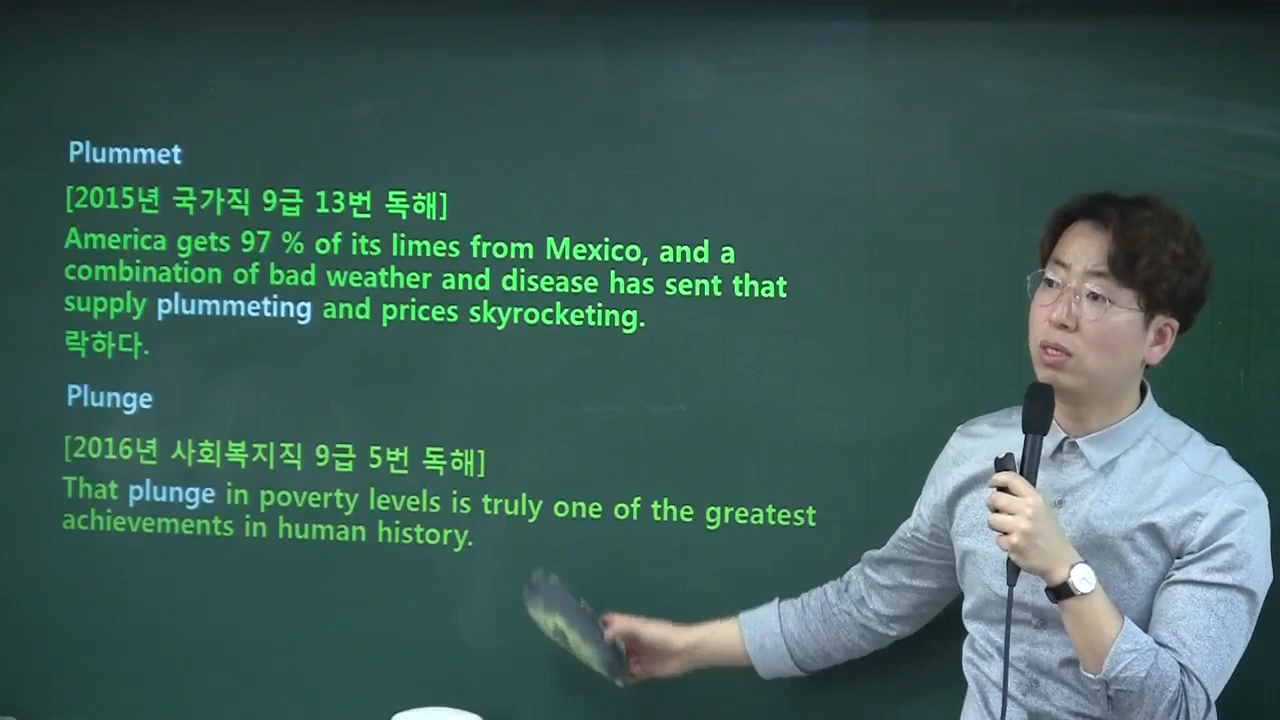 Plummet
[2015년 국가직 9급 13번 독해]
America gets 97 % of its limes from Mexico, and a
combination of bad weather and disease has sent that
supply plummeting and prices skyrocketing.
락하다.
Plunge
[2016년 사회복지직 9급 5번 독해]
That plunge in poverty levels is truly one of the greatest
achievements in human history.